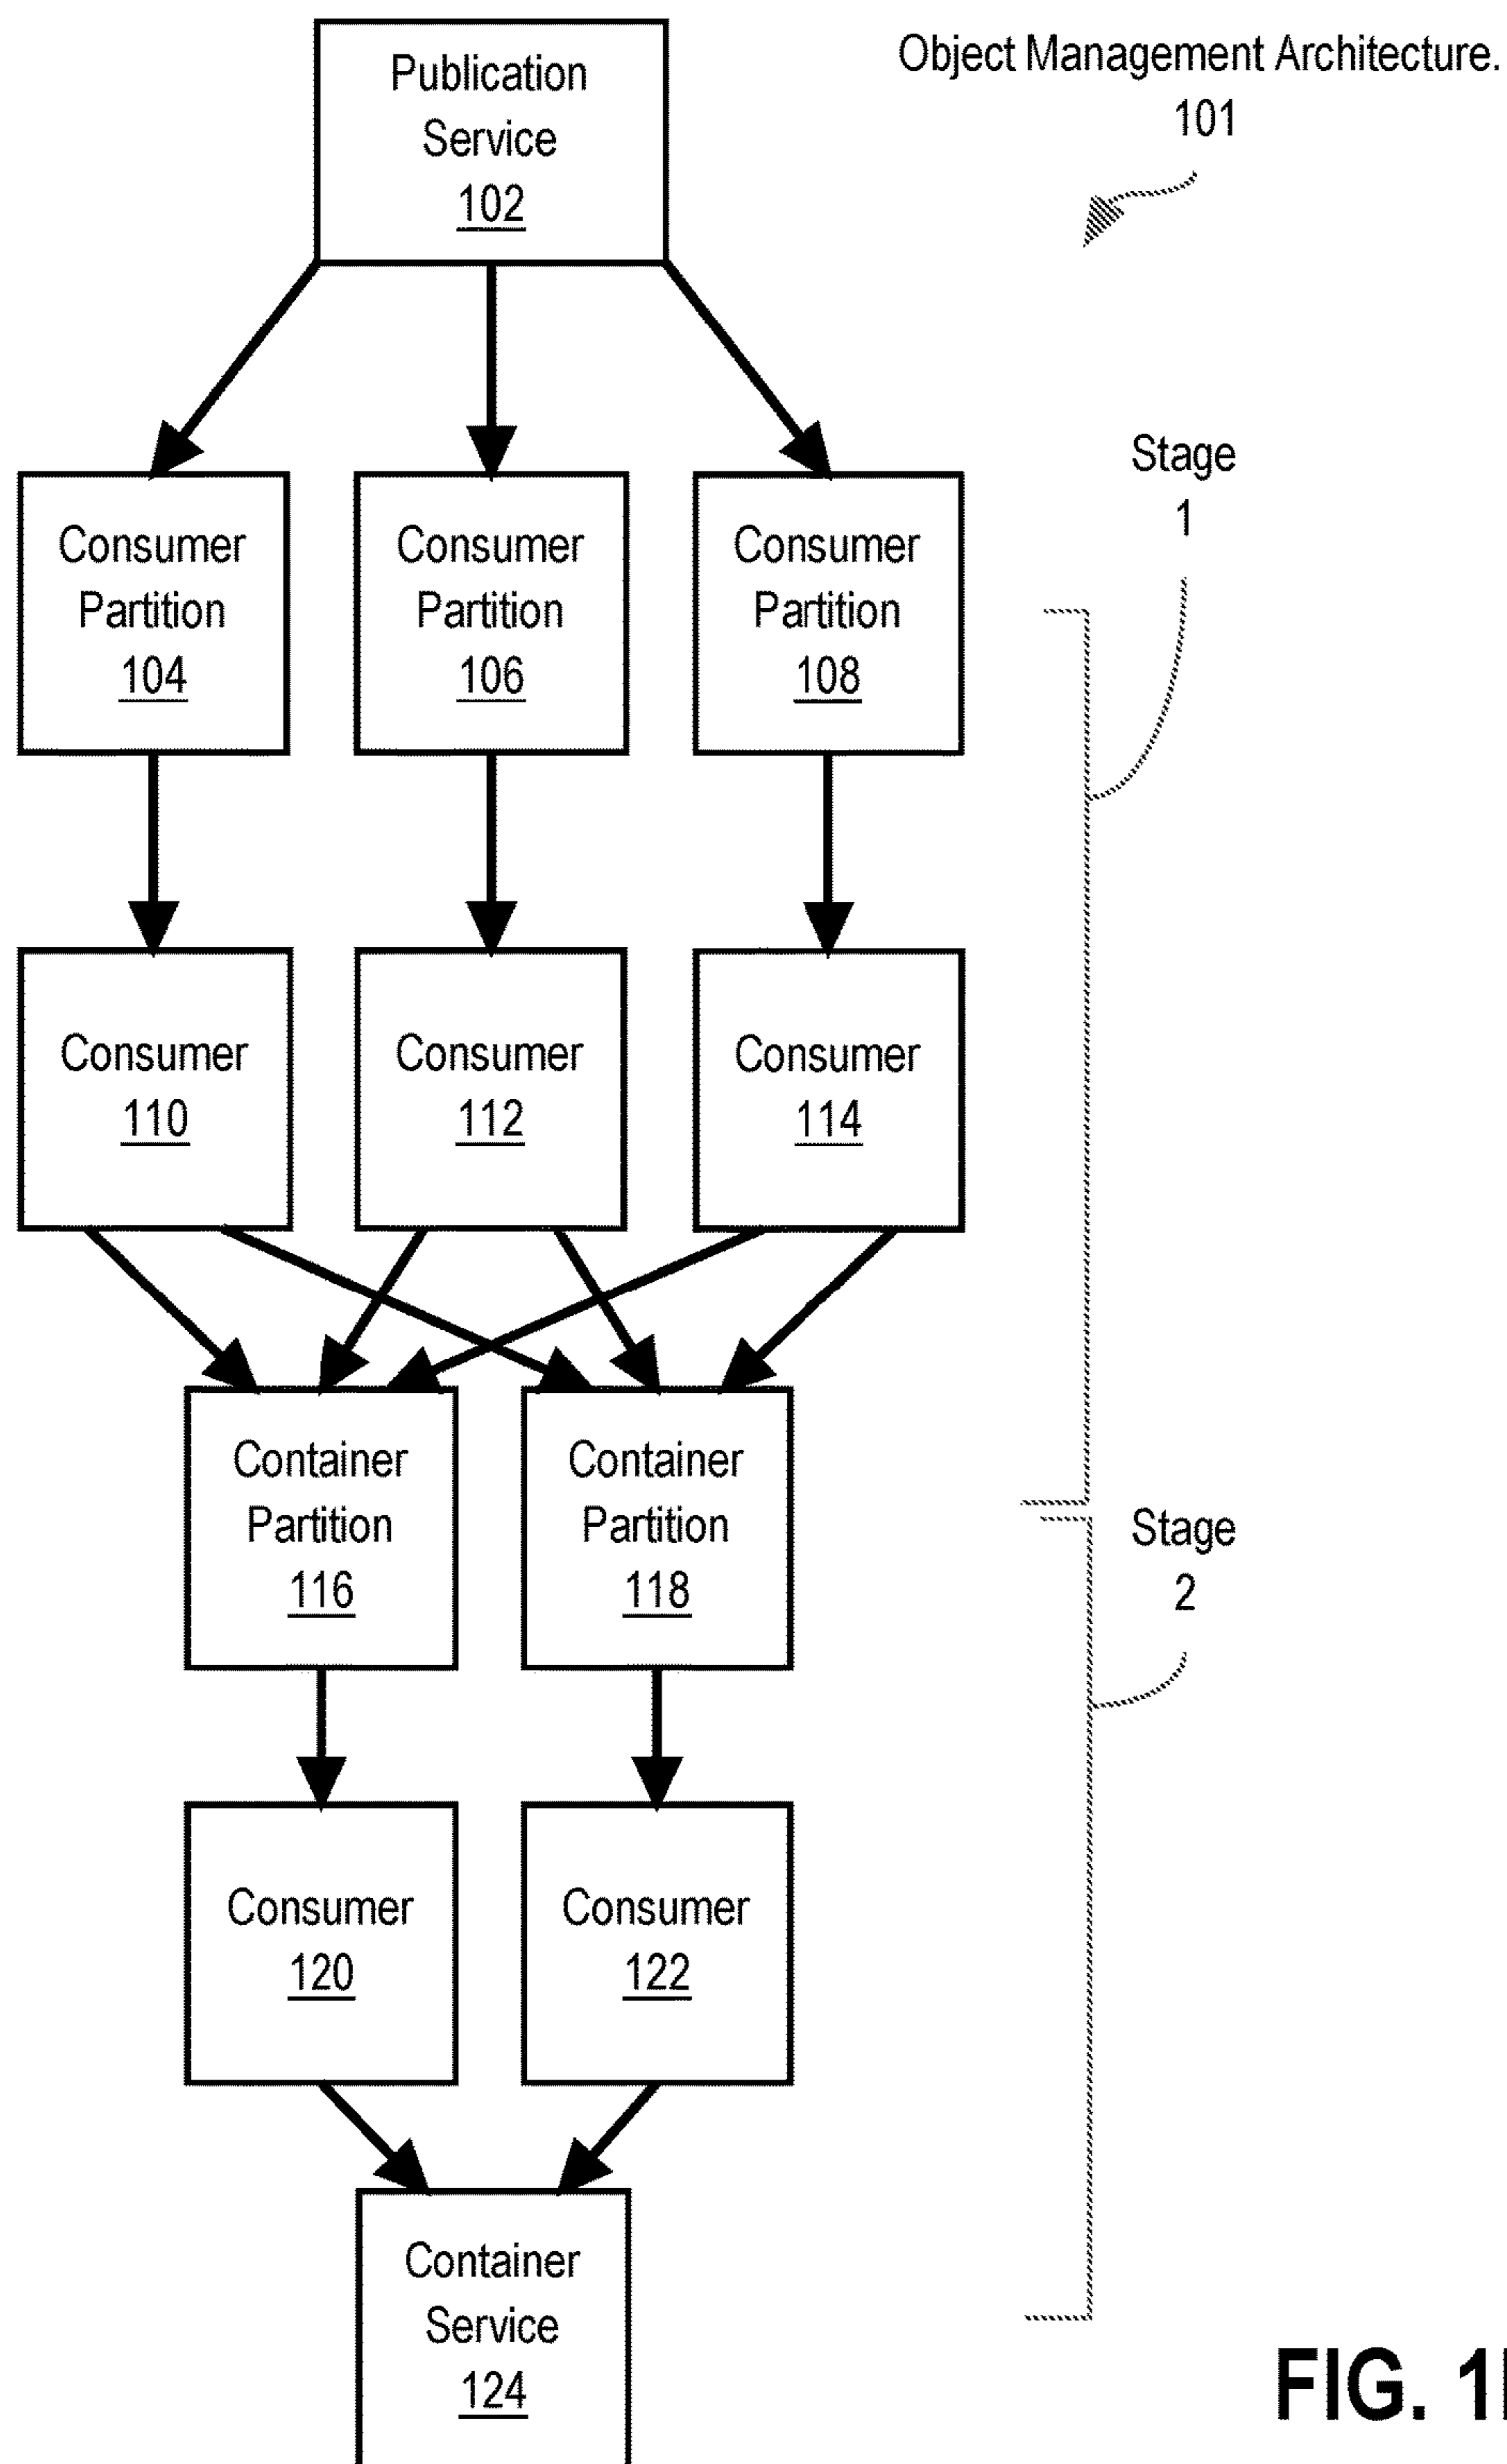 Object Management Architecture.
101
Publication
Service
102
Stage
1
Consumer
Partition
104
Consumer
Partition
106
Consumer
Partition
108
Consumer
110
Consumer
112
Consumer
114
Container
Partition
116
Container
Partition
118
Stage
2
Consumer
120
Consumer
122
Container
Service
124
FIG.